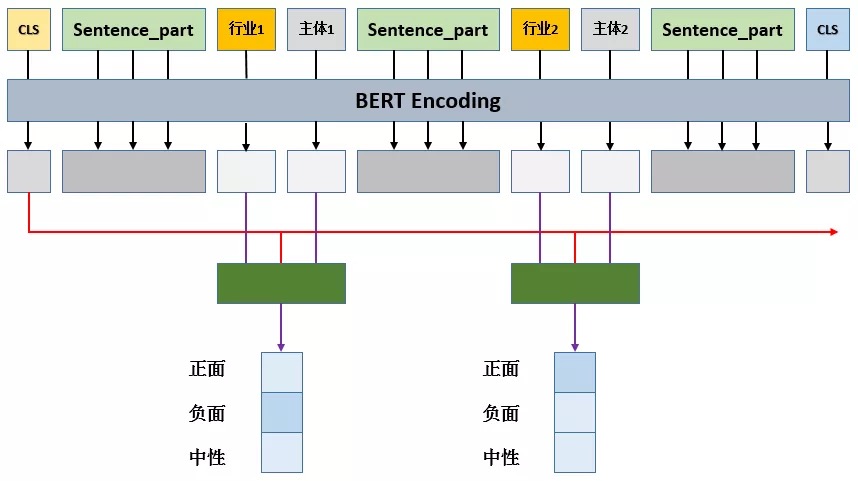 CLS Sentence_part 行业1 主体1 Sentence_part 行业2 主体2 Sentence_part CLS
BERT Encoding
正面 正面
负面 负面
中性 中性